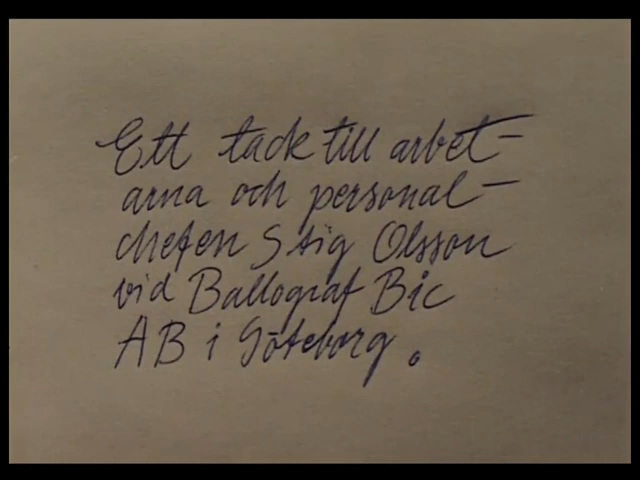 Ett tack till arbet-
arna och personal-
chefen Stig Olsson
vid Ballograf Bic
AB i Göteborg.